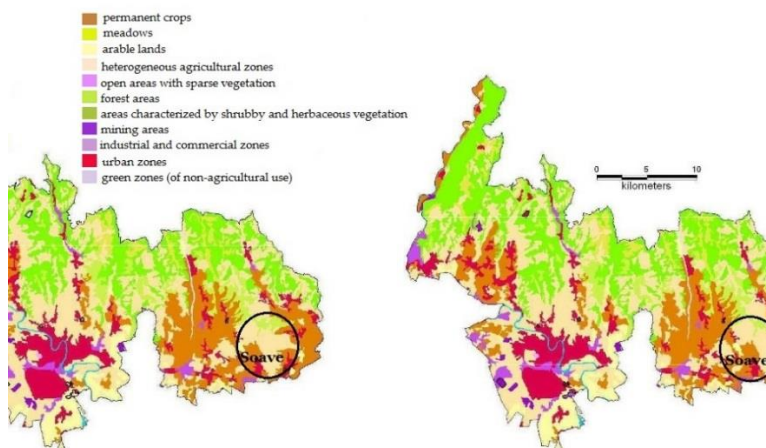 permanent crops
meadows
arable lands
heterogeneous agricultural zones
open areas with sparse vegetation
forest areas
areas characterized by shrubby and herbaceous vegetation
mining areas
industrial and commercial zones
urban zones
green zones (of non-agricultural use)
0 5 10
kilometers
Soave
Soave